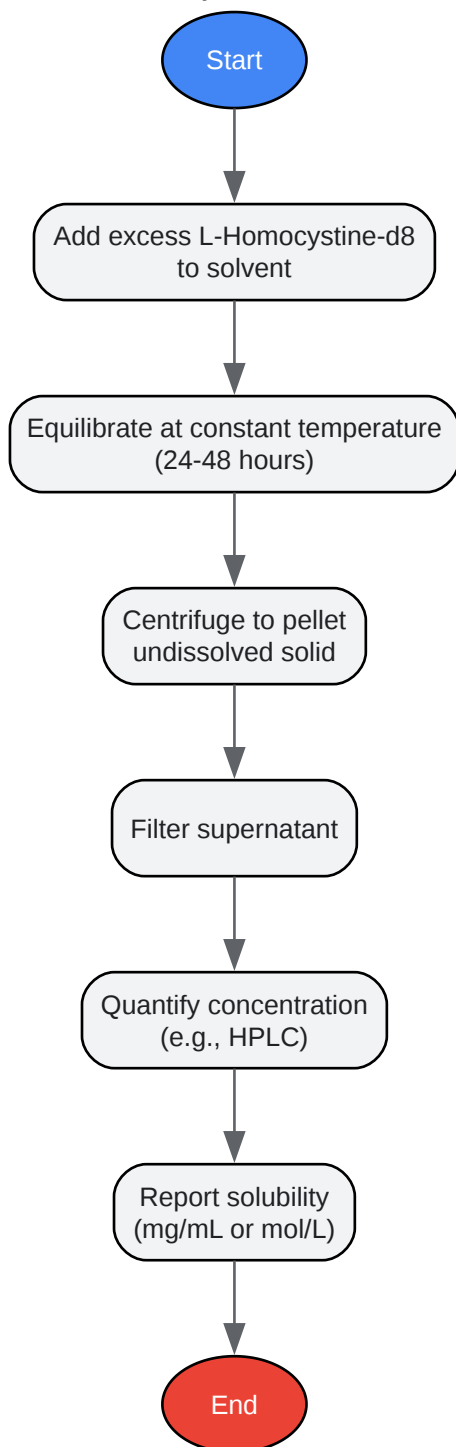 Start
Add excess L-Homocystine-d8
to solvent
Equilibrate at constant temperature
(24-48 hours)
Centrifuge to pellet
undissolved solid
Filter supernatant
Quantify concentration
(e.g., HPLC)
Report solubility
(mg/mL or mol/L)
End